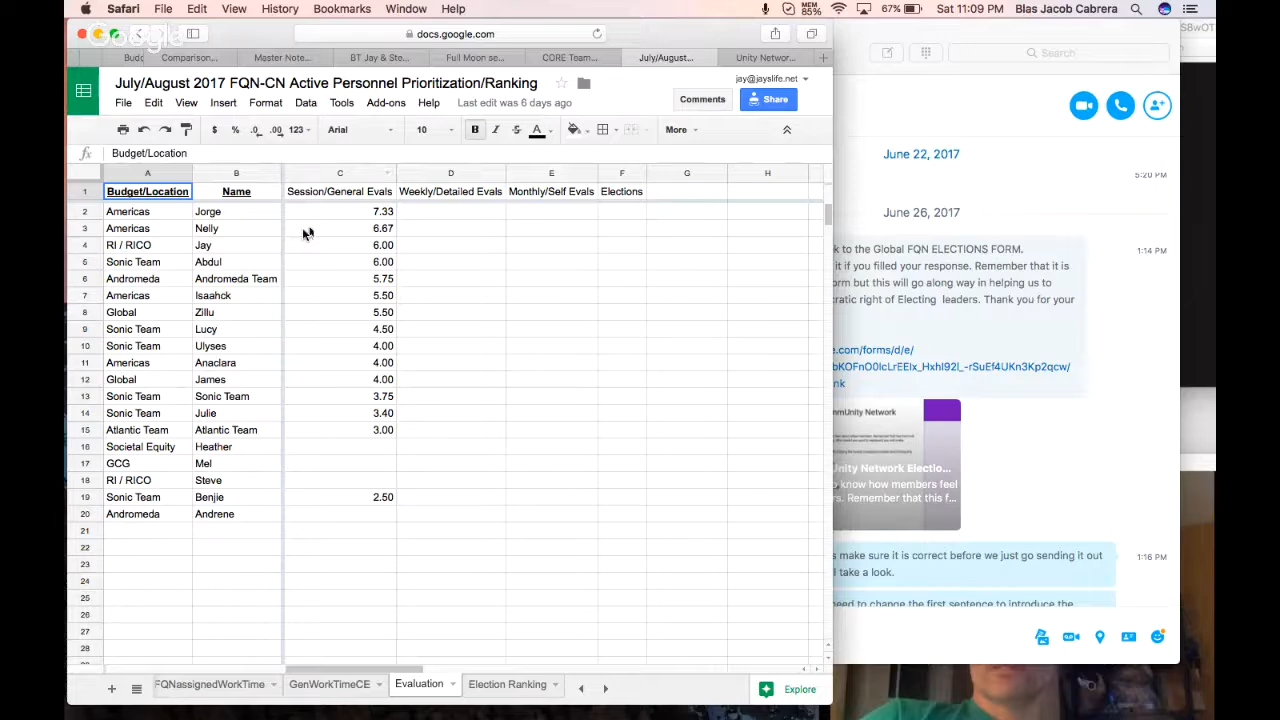 Safari File Edit View History Bookmarks Window Help MEM 85% 67% Sat 11:09 PM Blas Jacob Cabrera
Google
docs.google.com
Comparison... Master Note... BT Jay & Ste... Full Moon se... CORE Team... July/August... Unity Networ...
July/August 2017 FQN-CN Active Personnel Prioritization/Ranking
jay@jayslife.net
File Edit View Insert Format Data Tools Add-ons Help Last edit was 6 days ago
Comments Share
$ % .0 .00 123 Arial 10 B I S A More
fx Budget/Location
A B C D E F G H
1 Budget/Location Name Session/General Evals Weekly/Detailed Evals Monthly/Self Evals Elections
2 Americas Jorge 7.33
3 Americas Nelly 6.67
4 RI / RICO Jay 6.00
5 Sonic Team Abdul 6.00
6 Andromeda Andromeda Team 5.75
7 Americas Isaahck 5.50
8 Global Zillu 5.50
9 Sonic Team Lucy 4.50
10 Sonic Team Ulyses 4.00
11 Americas Anaclara 4.00
12 Global James 4.00
13 Sonic Team Sonic Team 3.75
14 Sonic Team Julie 3.40
15 Atlantic Team Atlantic Team 3.00
16 Societal Equity Heather
17 GCG Mel
18 RI / RICO Steve
19 Sonic Team Benjie 2.50
20 Andromeda Andrene
21
22
23
24
25
26
27
28
FQNassignedWorkTime GenWorkTimeCE Evaluation Election Ranking Explore
Search
June 22, 2017
5:20 PM
June 26, 2017
k to the Global FQN ELECTIONS FORM.
1:14 PM
it if you filled your response. Remember that it is
orm but this will go along way in helping us to
cratic right of Electing leaders. Thank you for your
e.com/forms/d/e/
nk
mmUnity Network
Unity Network Electio...
to know how members feel
rs. Remember that this f...
s make sure it is correct before we just go sending it out
1:16 PM
I take a look.
need to change the first sentence to introduce the